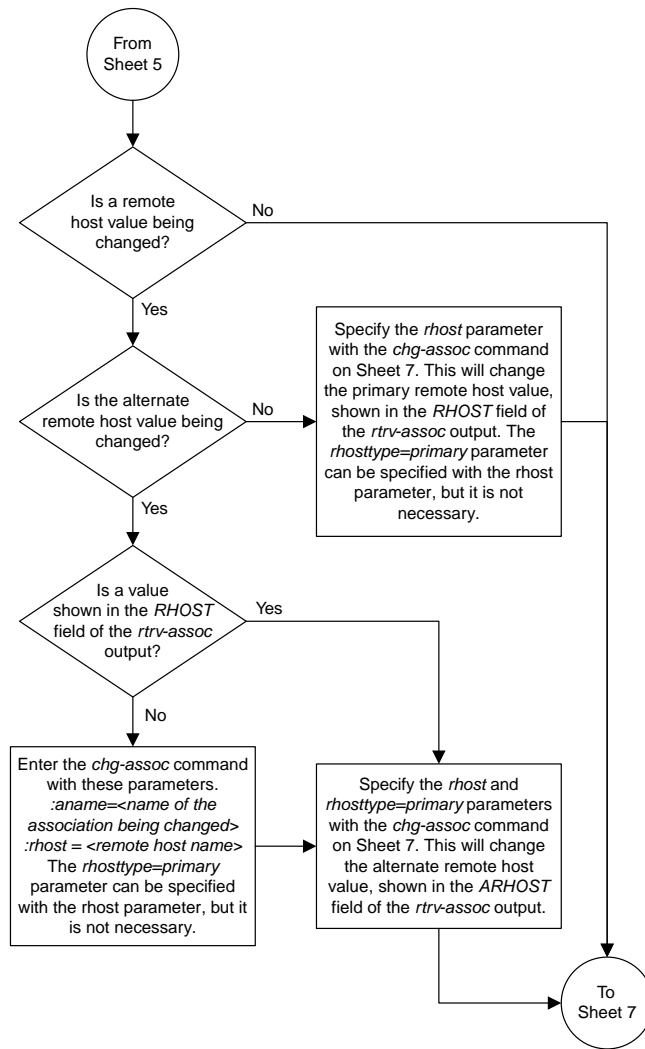 From
Sheet 5
Is a remote
host value being
changed?
No
Yes
Is the alternate
remote host value being
changed?
No
Specify the rhost parameter
with the chg-assoc command
on Sheet 7. This will change
the primary remote host value,
shown in the RHOST field of
the rtrv-assoc output. The
rhosttype=primary parameter
can be specified with the rhost
parameter, but it is not
necessary.
Yes
Is a value
shown in the RHOST
field of the rtrv-assoc
output?
Yes
No
Enter the chg-assoc command
with these parameters.
:aname=<name of the
association being changed>
:rhost = <remote host name>
The rhosttype=primary
parameter can be specified
with the rhost parameter, but it
is not necessary.
Specify the rhost and
rhosttype=primary parameters
with the chg-assoc command
on Sheet 7. This will change
the alternate remote host
value, shown in the ARHOST
field of the rtrv-assoc output.
To
Sheet 7